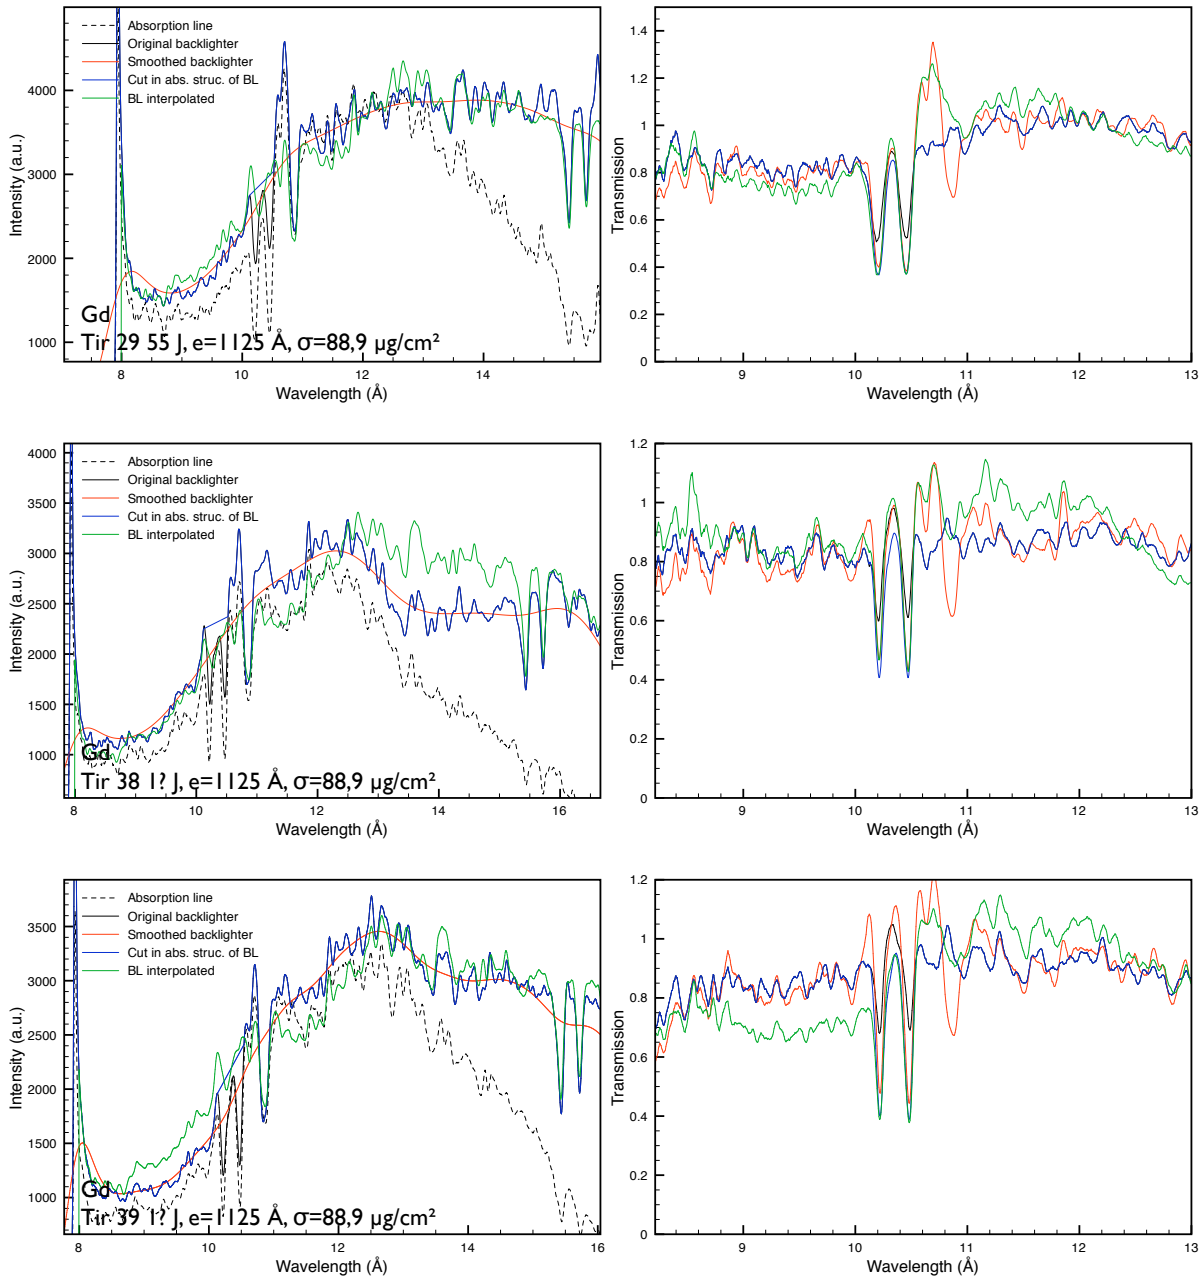 Absorption line
Original backlighter
Smoothed backlighter
Cut in abs. struc. of BL
BL interpolated
4000
3000
2000
1000
Intensity (a.u.)
Gd
Tir 29 55 J, e=1125 Å, σ=88,9 µg/cm²
8 10 12 14
Wavelength (Å)
1.4
1.2
1
0.8
0.6
0.4
0.2
0
Transmission
9 10 11 12 13
Wavelength (Å)
4000
3500
3000
2500
2000
1500
1000
Intensity (a.u.)
Absorption line
Original backlighter
Smoothed backlighter
Cut in abs. struc. of BL
BL interpolated
Gd
Tir 38 1? J, e=1125 Å, σ=88,9 µg/cm²
8 10 12 14 16
Wavelength (Å)
1.2
1
0.8
0.6
0.4
0.2
0
Transmission
9 10 11 12 13
Wavelength (Å)
Absorption line
Original backlighter
Smoothed backlighter
Cut in abs. struc. of BL
BL interpolated
3500
3000
2500
2000
1500
1000
Intensity (a.u.)
Gd
Tir 39 1? J, e=1125 Å, σ=88,9 µg/cm²
8 10 12 14 16
Wavelength (Å)
1.2
1
0.8
0.6
0.4
0.2
0
Transmission
9 10 11 12 13
Wavelength (Å)